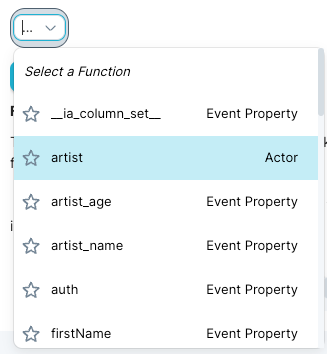 ...
Select a Function
__ia_column_set__ Event Property
artist Actor
artist_age Event Property
artist_name Event Property
auth Event Property
firstName Event Property